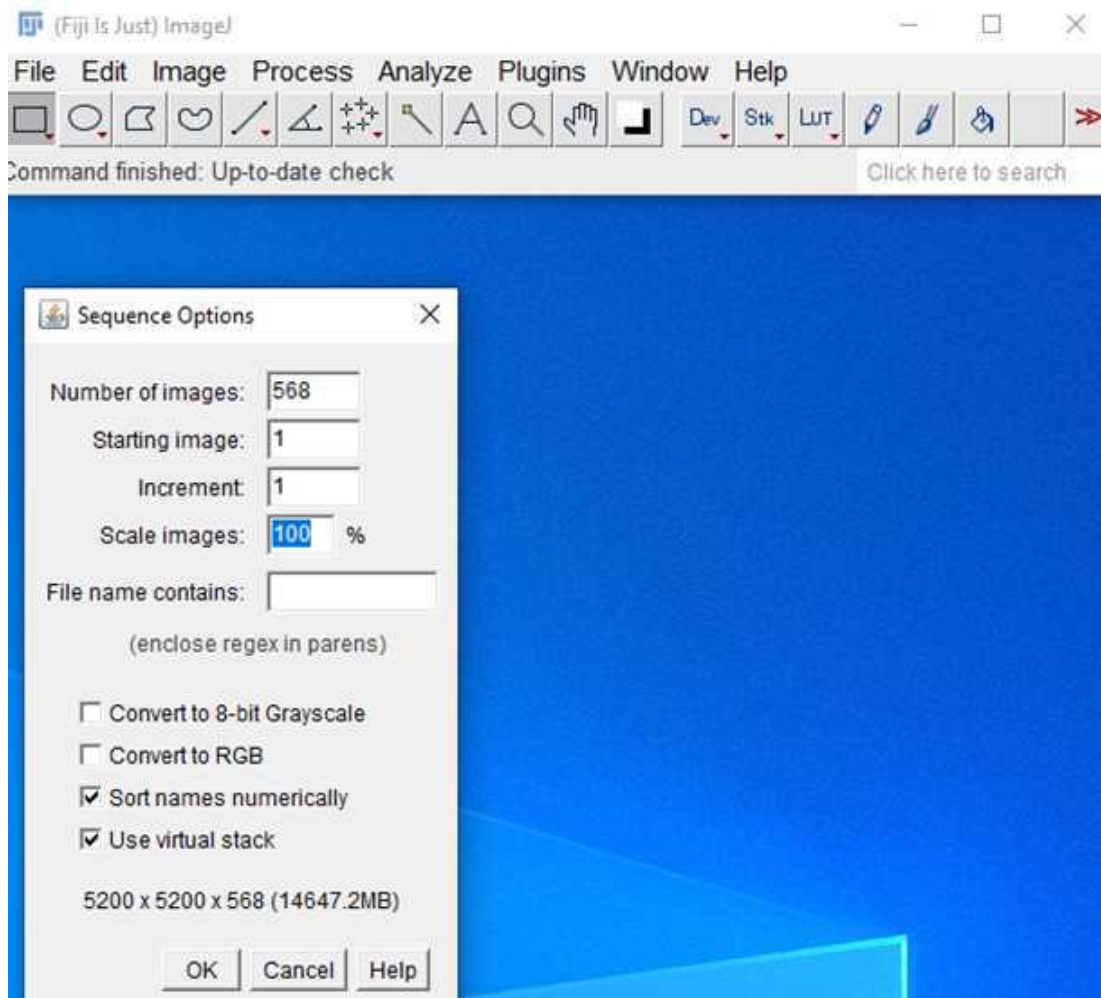 (Fiji Is Just) ImageJ
File Edit Image Process Analyze Plugins Window Help
A Dev Stk LUT
Command finished: Up-to-date check Click here to search
Sequence Options
Number of images: 568
Starting image: 1
Increment: 1
Scale images: 100 %
File name contains:
(enclose regex in parens)
Convert to 8-bit Grayscale
Convert to RGB
Sort names numerically
Use virtual stack
5200 x 5200 x 568 (14647.2MB)
OK Cancel Help